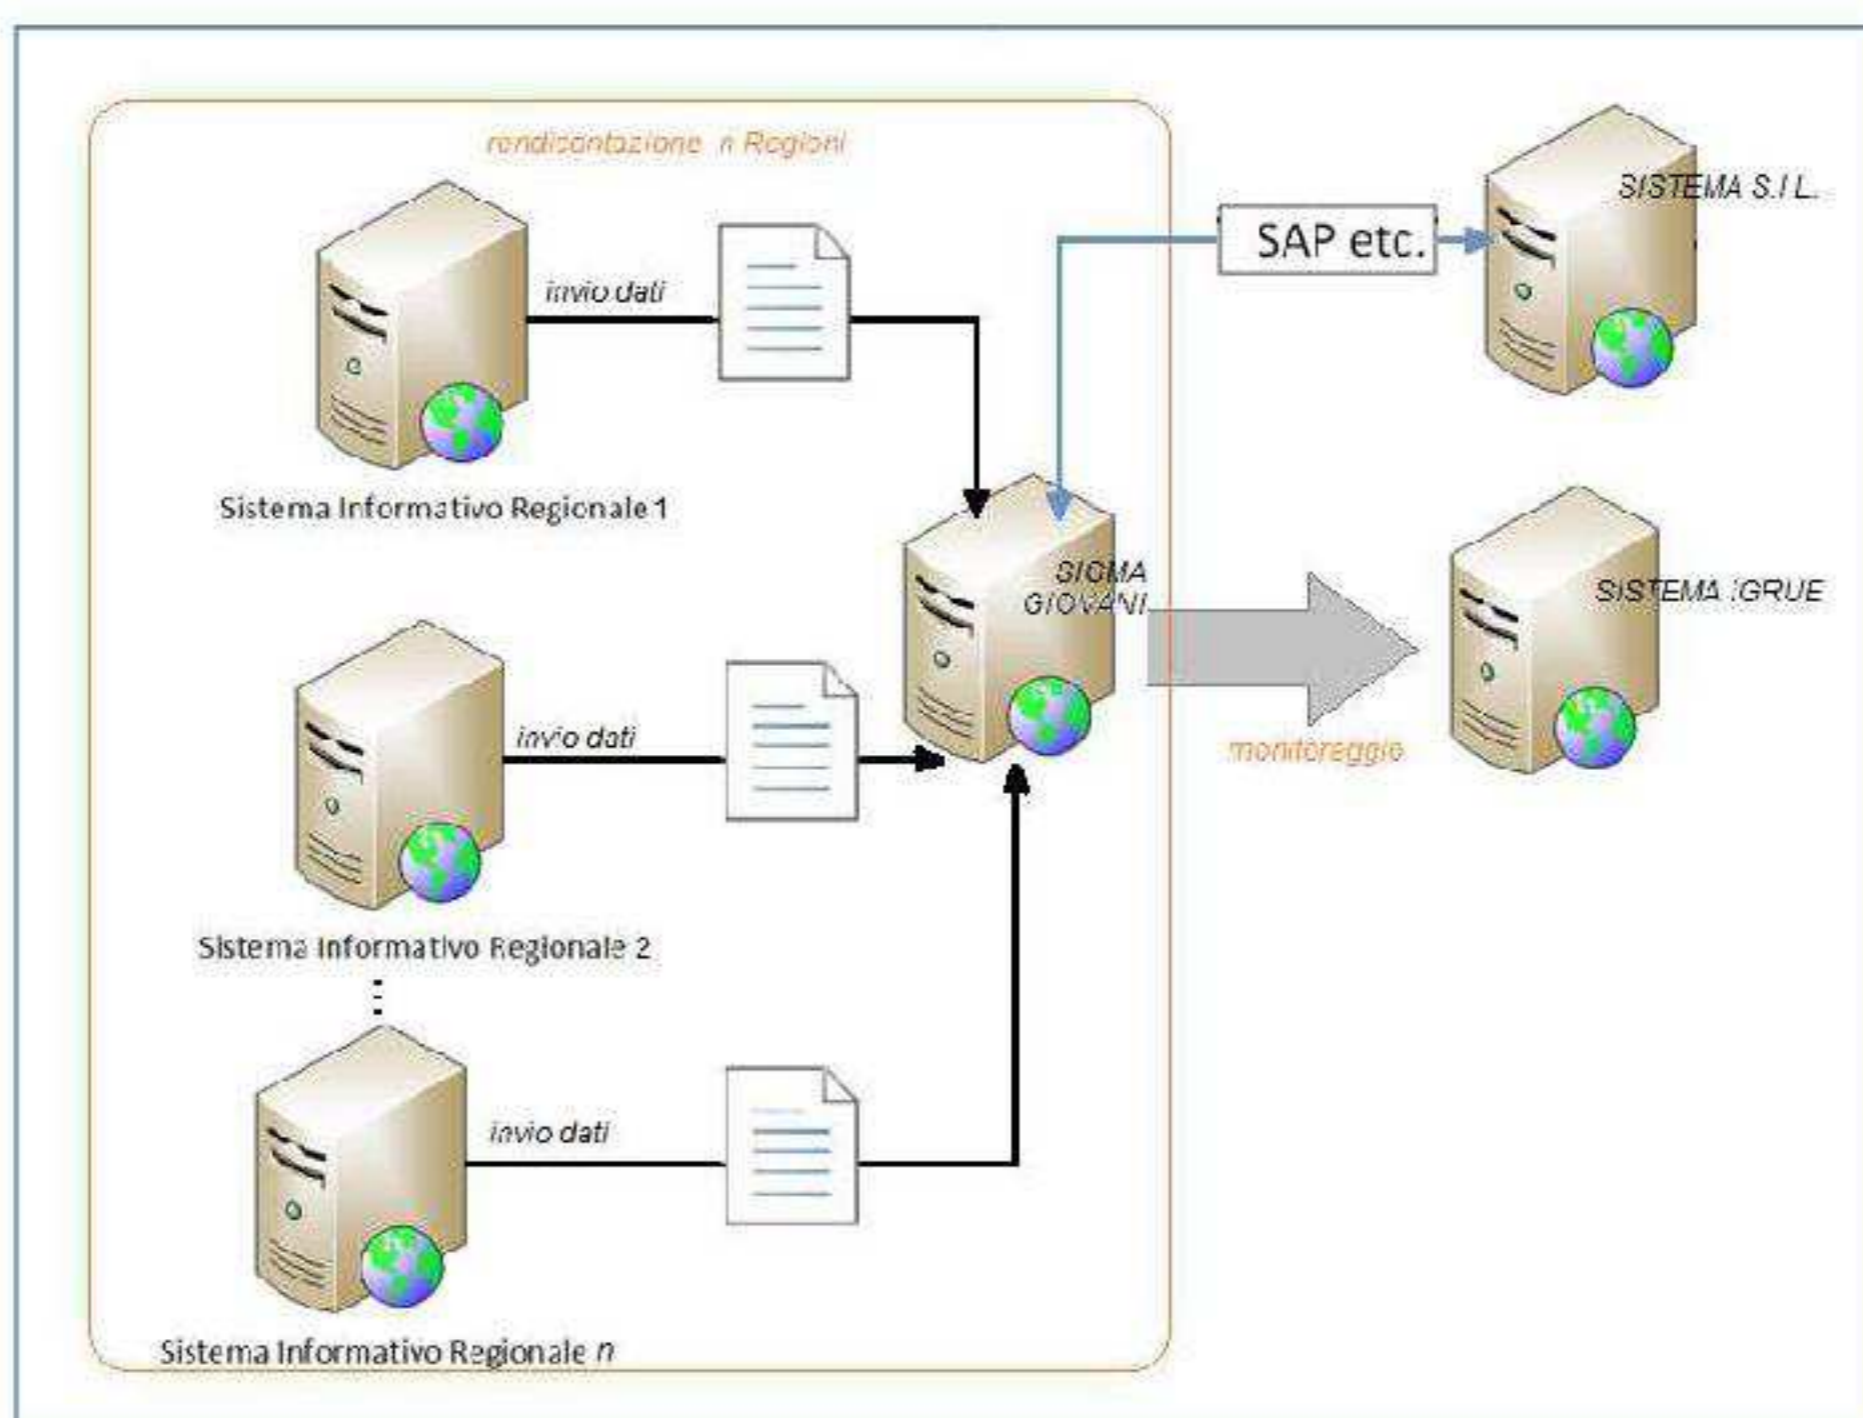 rendicontazione n Regioni
SISTEMA S.I L.
SAP etc.
invio dati
Sistema Informativo Regionale 1
SIGMA
GIOVANI
SISTEMA IGRUE
invio dati
monitoraggio
Sistema Informativo Regionale 2
invio dati
Sistema Informativo Regionale n